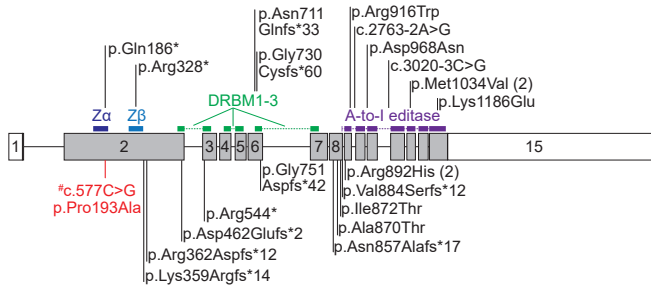 p.Asn711
Glnfs*33
p.Arg916Trp
c.2763-2A>G
p.Gln186*
p.Gly730
Cysfs*60
p.Asp968Asn
p.Arg328*
c.3020-3C>G
p.Met1034Val (2)
DRBM1-3
p.Lys1186Glu
Zα
Zβ
A-to-I editase
1
2
3
4
5
6
7
8
15
p.Gly751
Aspfs*42
p.Arg892His (2)
#c.577C>G
p.Pro193Ala
p.Val884Serfs*12
p.Arg544*
p.Ile872Thr
p.Asp462Glufs*2
p.Ala870Thr
p.Arg362Aspfs*12
p.Asn857Alafs*17
p.Lys359Argfs*14